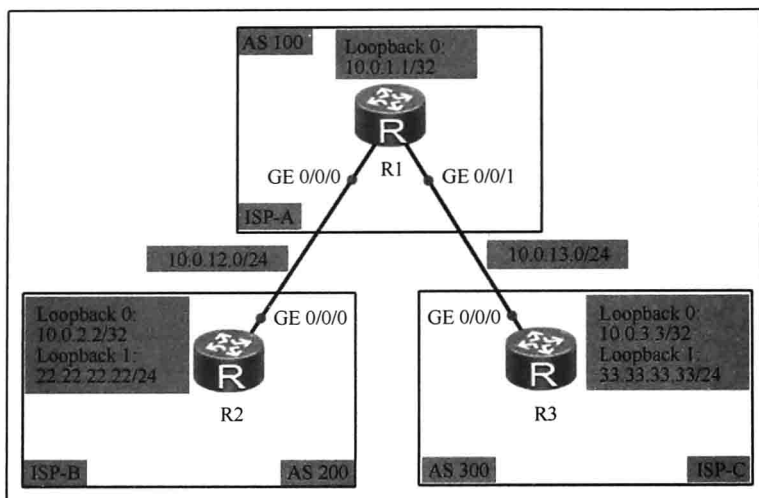 AS 100
Loopback 0:
10.0.1.1/32
R
R1
GE 0/0/0
GE 0/0/1
ISP-A
10.0.12.0/24
10.0.13.0/24
Loopback 0:
10.0.2.2/32
Loopback 1:
22.22.22.22/24
GE 0/0/0
R
R2
ISP-B
AS 200
GE 0/0/0
Loopback 0:
10.0.3.3/32
Loopback 1:
33.33.33.33/24
R
R3
AS 300
ISP-C